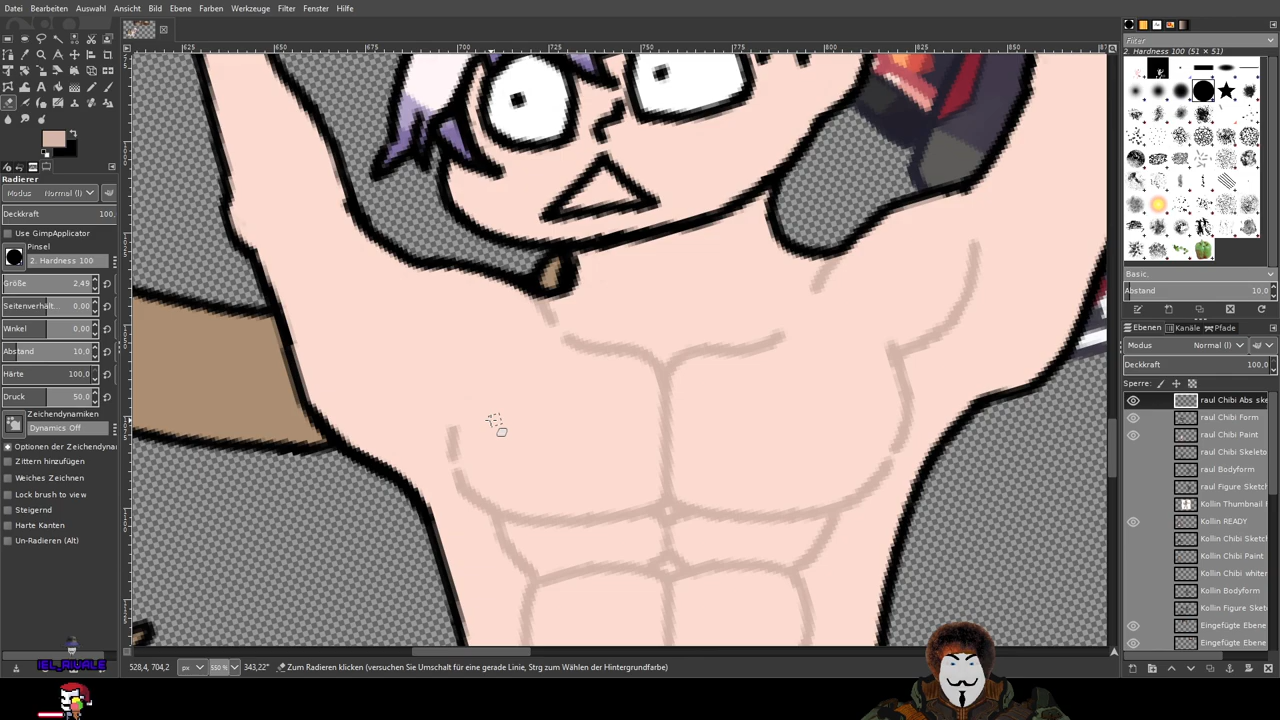 Datei Bearbeiten Auswahl Ansicht Bild Ebene Farben Werkzeuge Filter Fenster Hilfe
625 650 675 700 725 750 775 800 825 850
Filter
2. Hardness 100 (51 × 51)
Radierer
Modus Normal (l)
Deckkraft 100,
Use GimpApplicator
Pinsel
2. Hardness 100
Größe 2,49
Seitenverhält... 0,00
Winkel 0,00
Abstand 10,0
Härte 100,0
Druck 50,0
Zeichendynamiken
Dynamics Off
Optionen der Zeichendynar
Zittern hinzufügen
Weiches Zeichnen
Lock brush to view
Steigernd
Harte Kanten
Un-Radieren (Alt)
Basic,
Abstand 10,0
Ebenen Kanäle Pfade
Modus Normal (l)
Deckkraft 100,0
Sperre:
raul Chibi Abs ske
raul Chibi Form
raul Chibi Paint
raul Chibi Skeleto
raul Bodyform
raul Figure Sketch
Kollin Thumbnail
Kollin READY
Kollin Chibi Sketc
Kollin Chibi Paint
Kollin Chibi whiter
Kollin Bodyform
Kollin Figure Sket
Eingefügte Ebene
Eingefügte Ebene
528,4, 704,2 px 550 % 343,22° Zum Radieren klicken (versuchen Sie Umschalt für eine gerade Linie, Strg zum Wählen der Hintergrundfarbe)